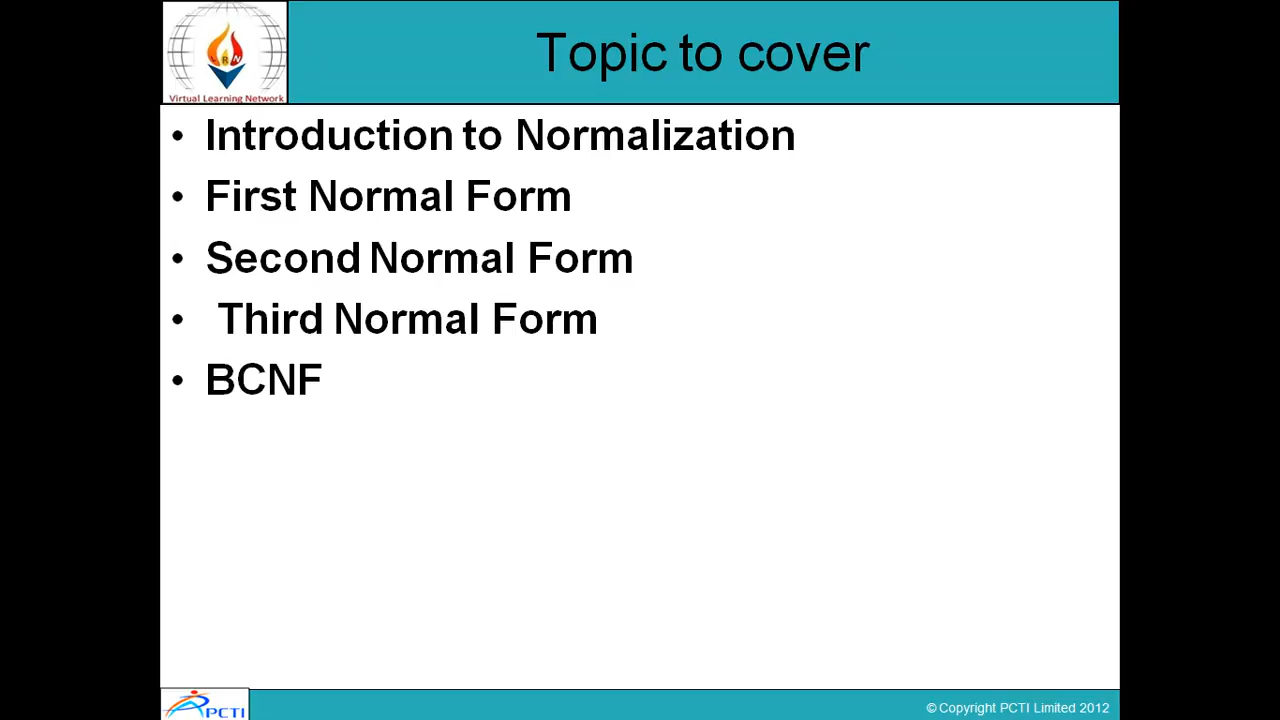 Topic to cover
VLRN
Virtual Learning Network
• Introduction to Normalization
• First Normal Form
• Second Normal Form
• Third Normal Form
• BCNF
PCTI
© Copyright PCTI Limited 2012